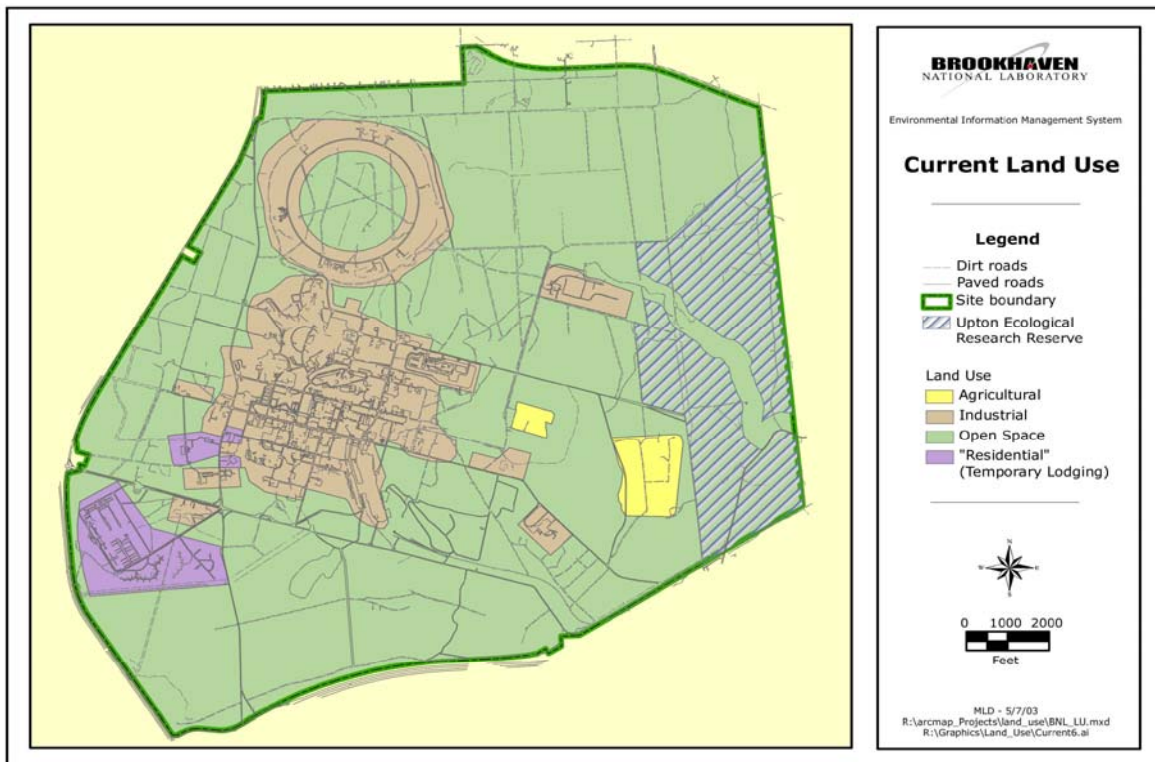 BROOKHAVEN
NATIONAL LABORATORY
Environmental Information Management System
Current Land Use
Legend
Dirt roads
Paved roads
Site boundary
Upton Ecological
Research Reserve
Land Use
Agricultural
Industrial
Open Space
"Residential"
(Temporary Lodging)
N
W
E
S
0 1000 2000
Feet
MLD - 5/7/03
R:\arcmap_Projects\land_use\BNL_LU.mxd
R:\Graphics\Land_Use\Current6.ai